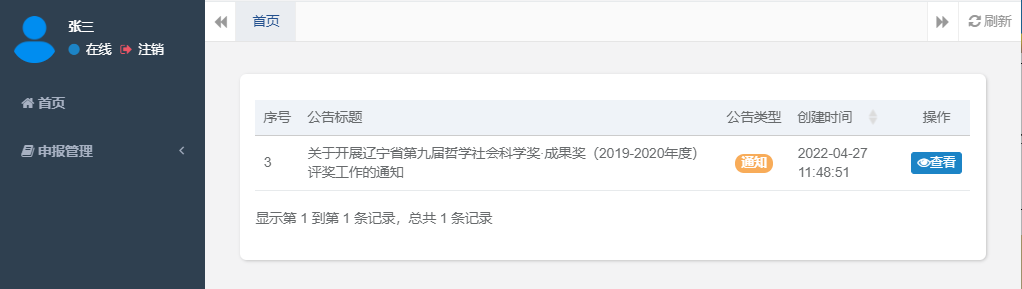 张三
在线 注销
首页
申报管理
首页
刷新
序号 公告标题 公告类型 创建时间 操作
3 关于开展辽宁省第九届哲学社会科学奖·成果奖（2019-2020年度）
评奖工作的通知
通知
2022-04-27
11:48:51
查看
显示第 1 到第 1 条记录，总共 1 条记录